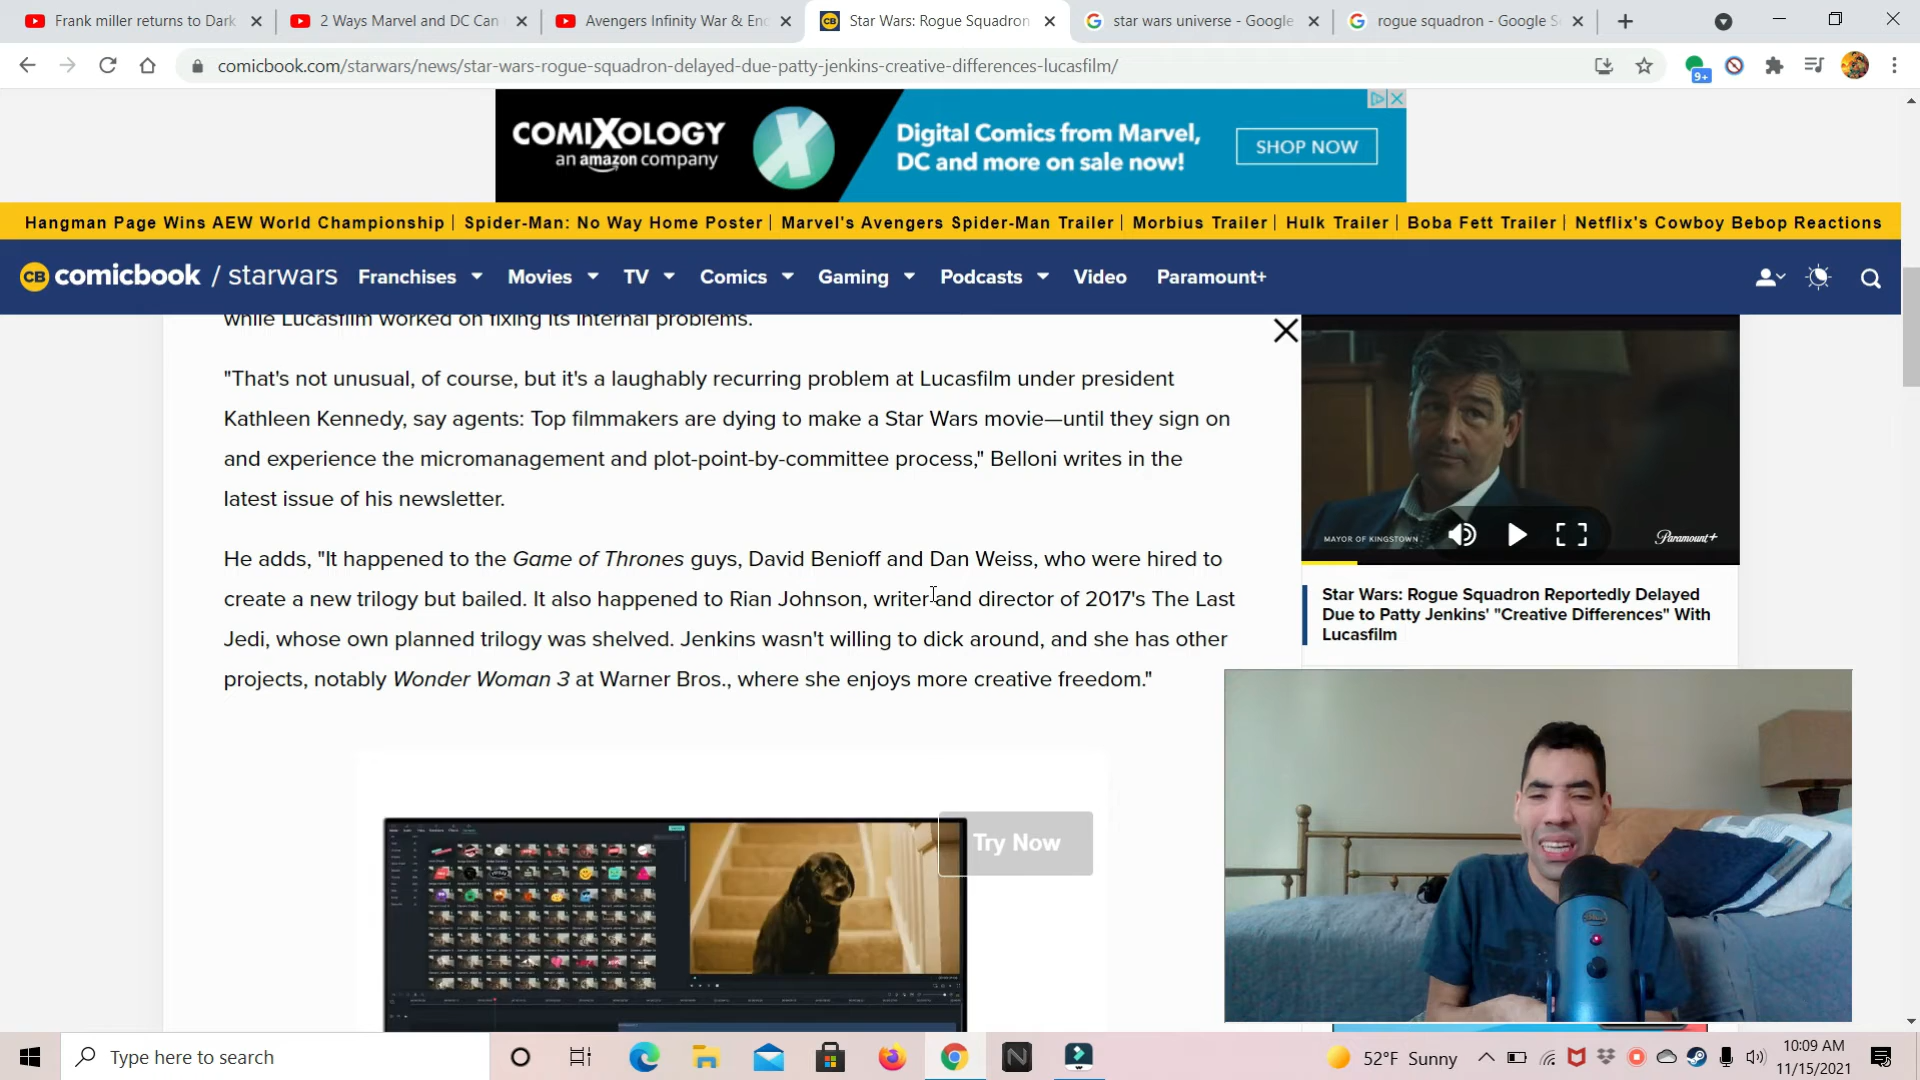 Frank miller returns to Dark
2 Ways Marvel and DC Can
Avengers Infinity War & En
Star Wars: Rogue Squadron
star wars universe - Google
rogue squadron - Google S
comicbook.com/starwars/news/star-wars-rogue-squadron-delayed-due-patty-jenkins-creative-differences-lucasfilm/
9+
COMIXOLOGY
an amazon company
Digital Comics from Marvel,
DC and more on sale now!
SHOP NOW
Hangman Page Wins AEW World Championship | Spider-Man: No Way Home Poster | Marvel's Avengers Spider-Man Trailer | Morbius Trailer | Hulk Trailer | Boba Fett Trailer | Netflix's Cowboy Bebop Reactions
CB comicbook / starwars Franchises Movies TV Comics Gaming Podcasts Video Paramount+
while Lucasfilm worked on fixing its internal problems.
"That's not unusual, of course, but it's a laughably recurring problem at Lucasfilm under president
Kathleen Kennedy, say agents: Top filmmakers are dying to make a Star Wars movie—until they sign on
and experience the micromanagement and plot-point-by-committee process," Belloni writes in the
latest issue of his newsletter.
He adds, "It happened to the Game of Thrones guys, David Benioff and Dan Weiss, who were hired to
create a new trilogy but bailed. It also happened to Rian Johnson, writer and director of 2017's The Last
Jedi, whose own planned trilogy was shelved. Jenkins wasn't willing to dick around, and she has other
projects, notably Wonder Woman 3 at Warner Bros., where she enjoys more creative freedom."
MAYOR OF KINGSTOWN
Paramount+
Star Wars: Rogue Squadron Reportedly Delayed
Due to Patty Jenkins' "Creative Differences" With
Lucasfilm
Try Now
Type here to search
52°F Sunny
10:09 AM
11/15/2021